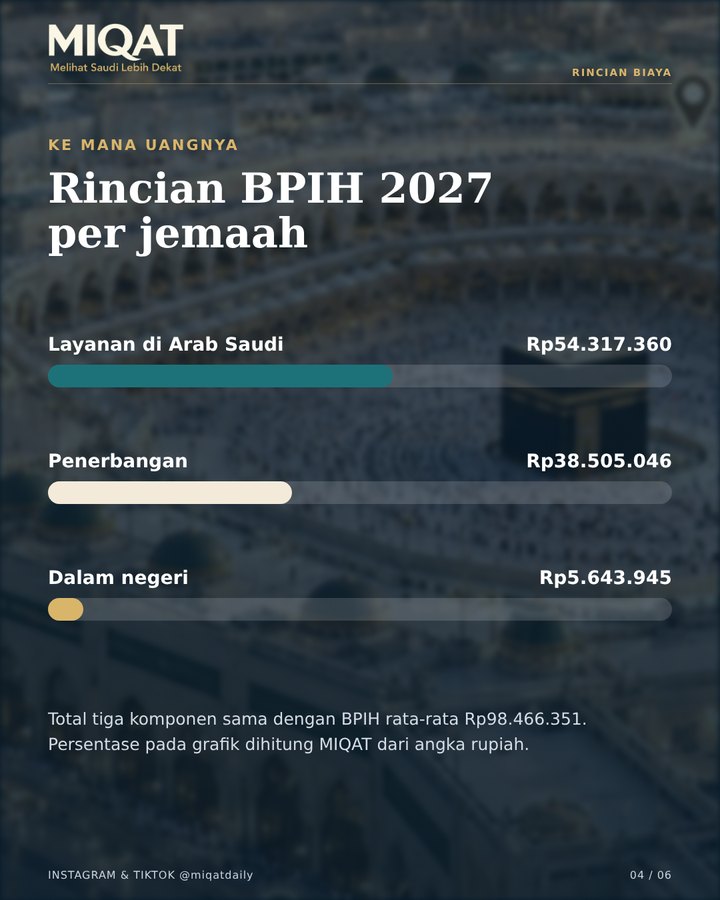 MIQAT
Melihat Saudi Lebih Dekat
RINCIAN BIAYA
KE MANA UANGNYA
Rincian BPIH 2027
per jemaah
Layanan di Arab Saudi Rp54.317.360
Penerbangan Rp38.505.046
Dalam negeri Rp5.643.945
Total tiga komponen sama dengan BPIH rata-rata Rp98.466.351.
Persentase pada grafik dihitung MIQAT dari angka rupiah.
INSTAGRAM & TIKTOK @miqatdaily 04 / 06